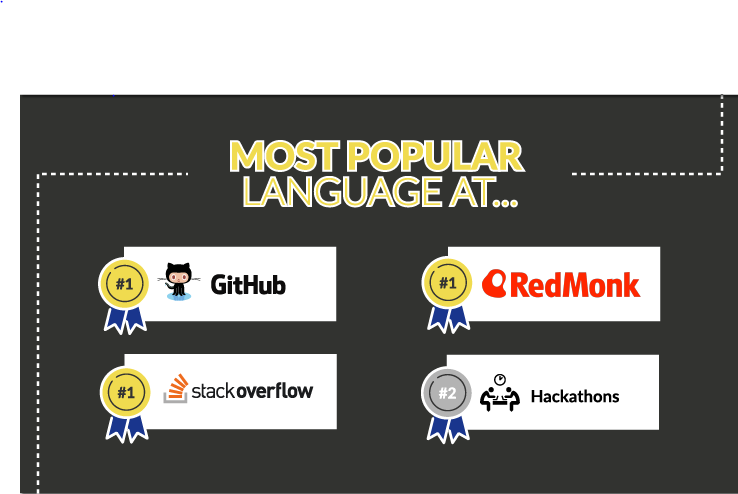 MOST POPULAR
LANGUAGE AT...
#1 GitHub
#1 RedMonk
#1 stackoverflow
#2 Hackathons